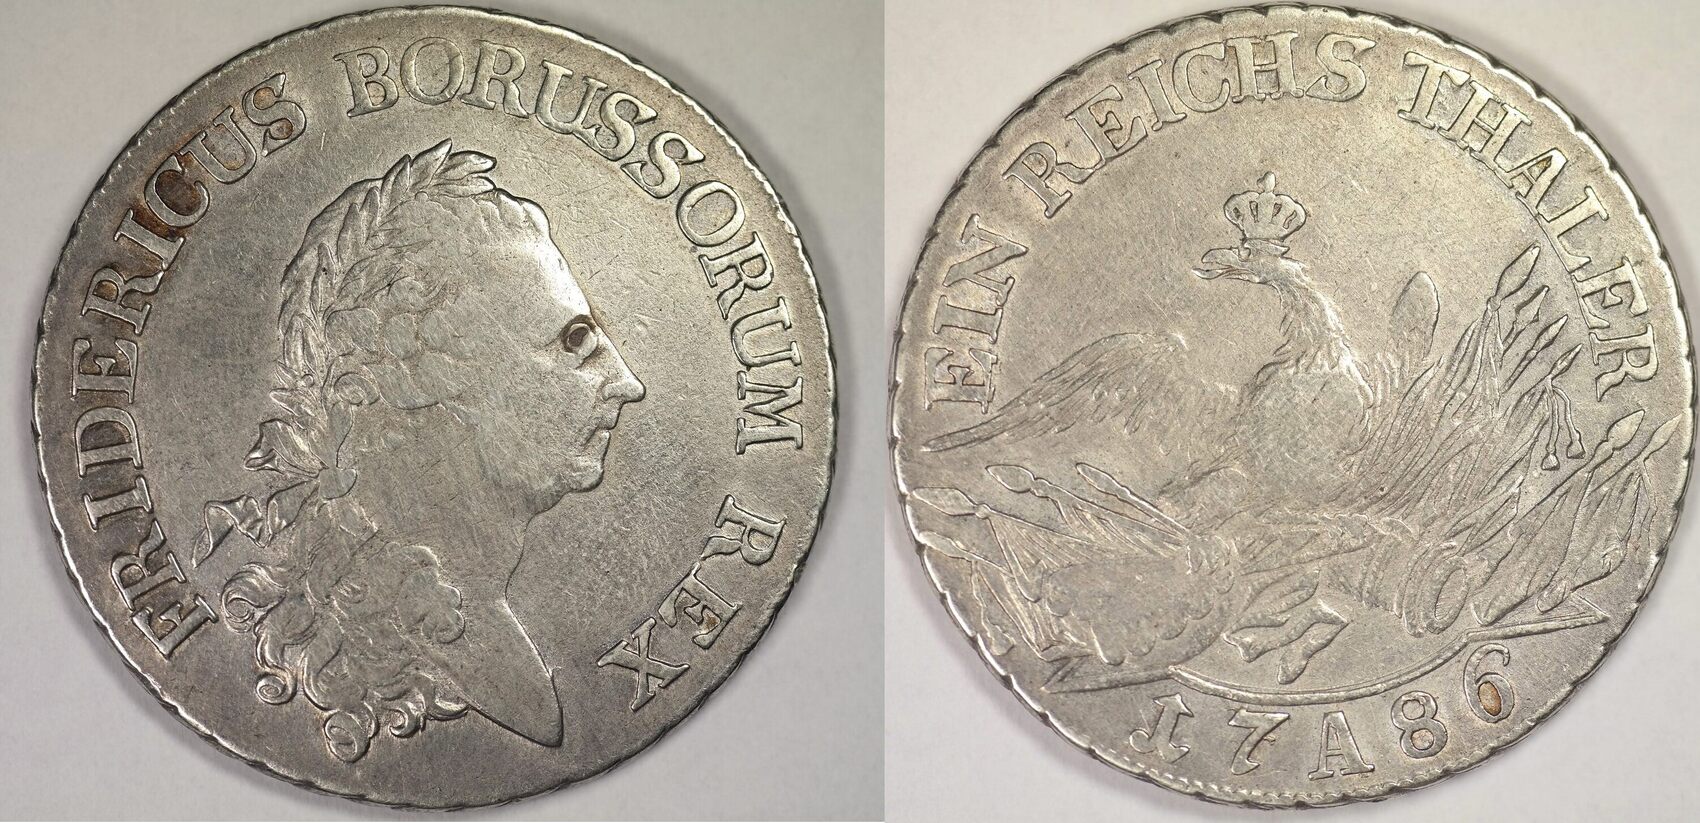 FRIDERICUS BORUSSORUM REX
EIN REICHS THALER
17 A 86